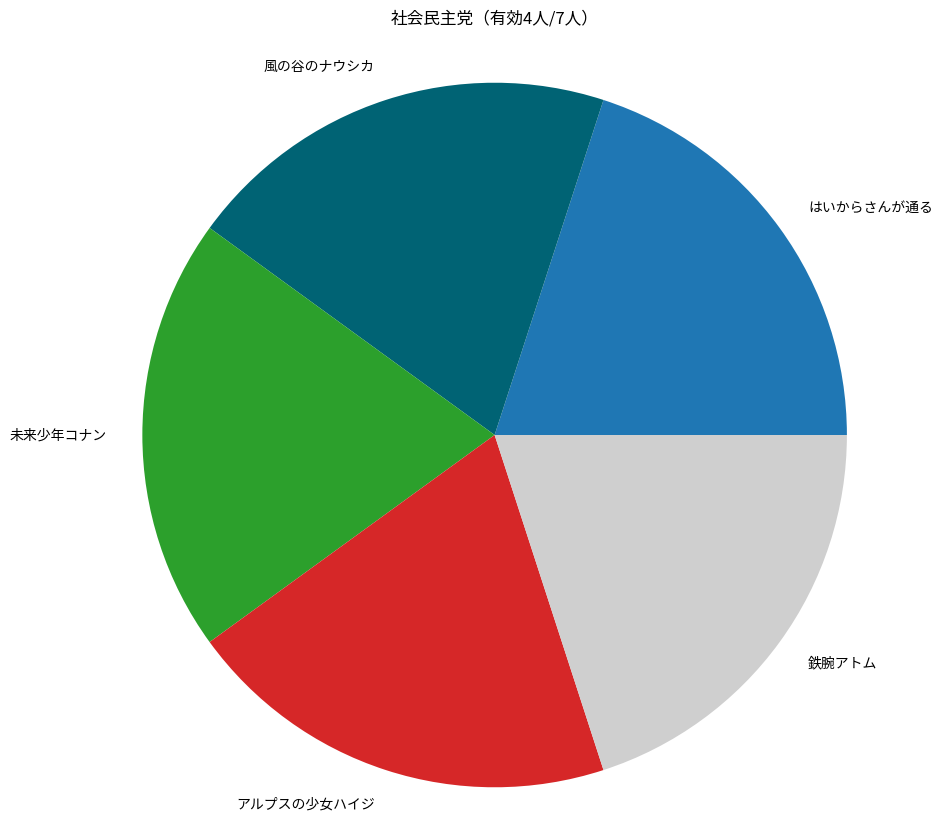 社会民主党（有効4人/7人）
風の谷のナウシカ
はいからさんが通る
未来少年コナン
鉄腕アトム
アルプスの少女ハイジ